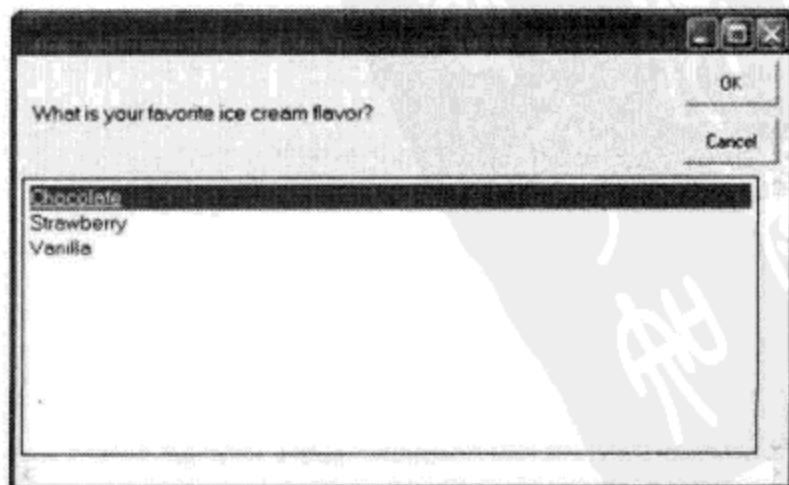 OK
What is your favorite ice cream flavor?
Cancel
Chocolate
Strawberry
Vanilla